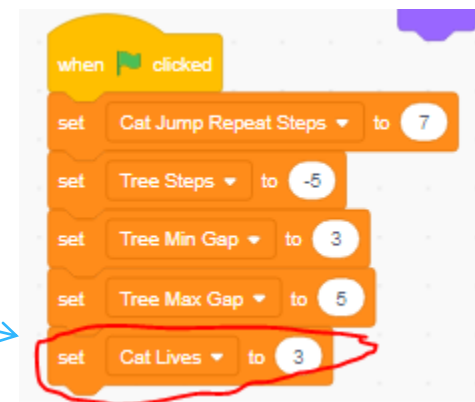 when clicked
set Cat Jump Repeat Steps to 7
set Tree Steps to -5
set Tree Min Gap to 3
set Tree Max Gap to 5
set Cat Lives to 3